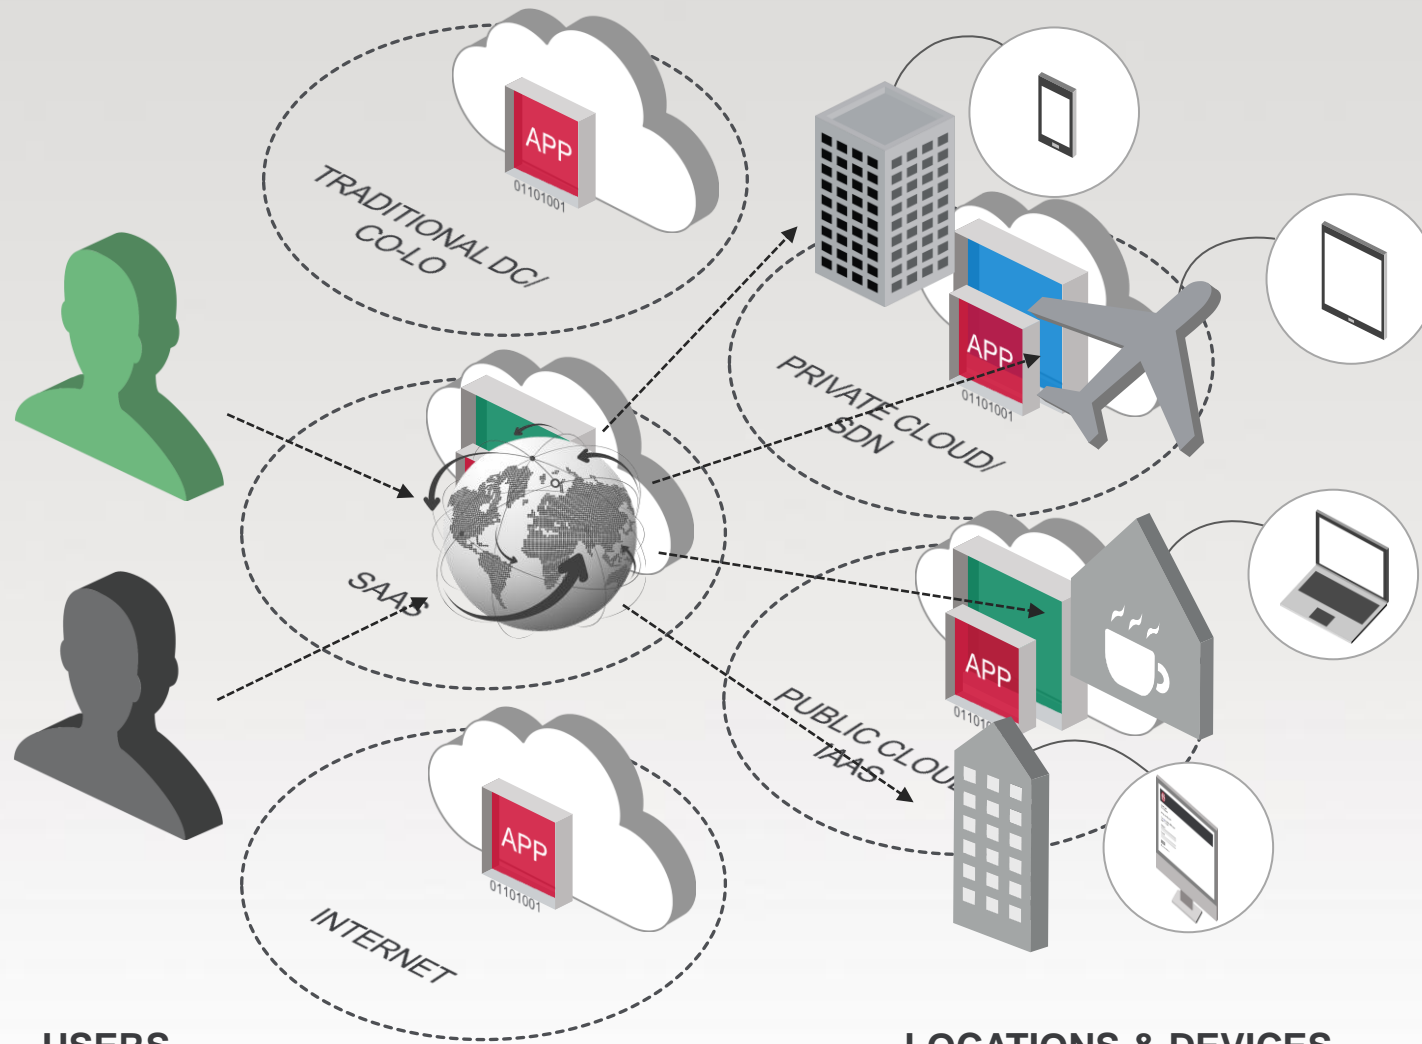 APP
01101001
TRADITIONAL DC/
CO-LO
APP
01101001
PRIVATE CLOUD/
SDN
SAAS
APP
PUBLIC CLOUD
IAAS
APP
01101001
INTERNET
USERS
LOCATIONS & DEVICES